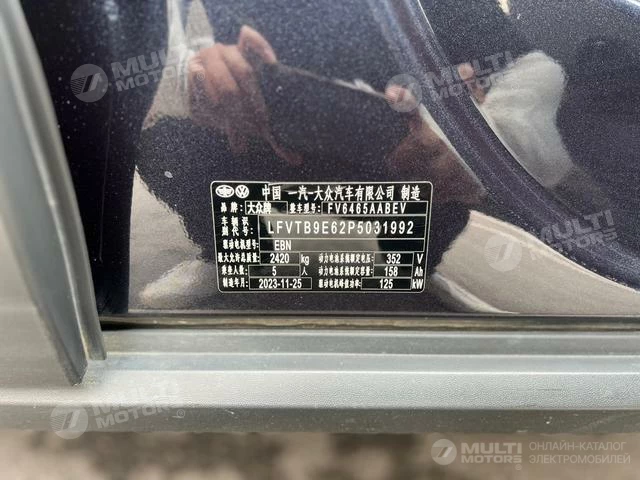 MULTI MOTORS
MULTI MOTORS
MULTI MOTORS
中国 一汽-大众汽车有限公司 制造
品牌 大众牌 整车型号 FV6465AABEV
车辆识别代号 LFVTB9E62P5031992
驱动电机型号 EBN
最大允许总质量 2420 kg 动力电池系统额定电压 352 V
乘坐人数 5 人 动力电池系统额定容量 158 Ah
制造年月 2023-11-25 驱动电机峰值功率 125 kW
MULTI MOTORS
MULTI MOTORS
MULTI MOTORS
MULTI MOTORS
ОНЛАЙН-КАТАЛОГ
ЭЛЕКТРОМОБИЛЕЙ